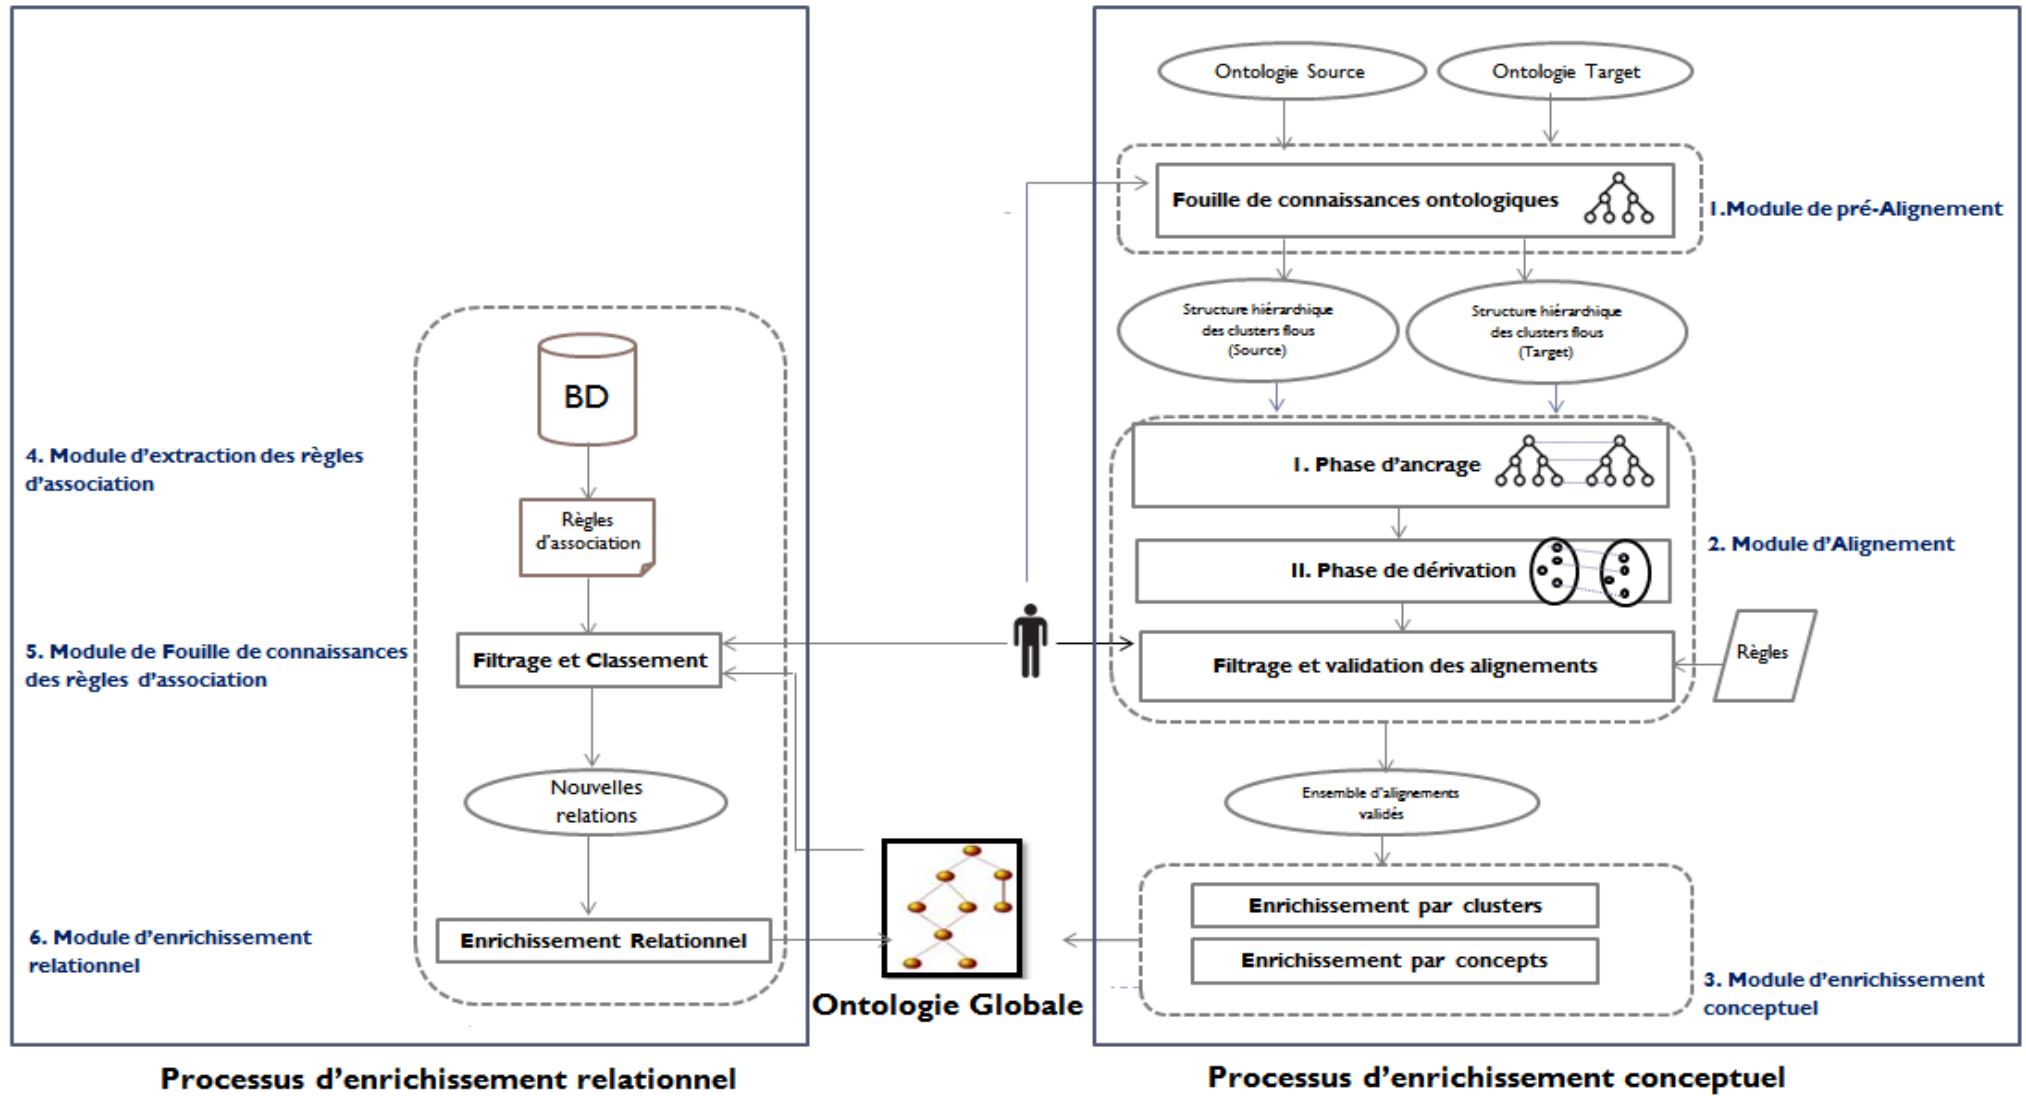 Ontologie Source
Ontologie Target
Fouille de connaissances ontologiques
1.Module de pré-Alignement
Structure hiérarchique
des clusters flous
(Source)
Structure hiérarchique
des clusters flous
(Target)
I. Phase d'ancrage
II. Phase de dérivation
2. Module d'Alignement
Filtrage et validation des alignements
Règles
Ensemble d'alignements
validés
Enrichissement par clusters
Enrichissement par concepts
3. Module d'enrichissement
conceptuel
BD
4. Module d'extraction des règles
d'association
Règles
d'association
5. Module de Fouille de connaissances
des règles d'association
Filtrage et Classement
Nouvelles
relations
6. Module d'enrichissement
relationnel
Enrichissement Relationnel
Ontologie Globale
Processus d'enrichissement relationnel
Processus d'enrichissement conceptuel